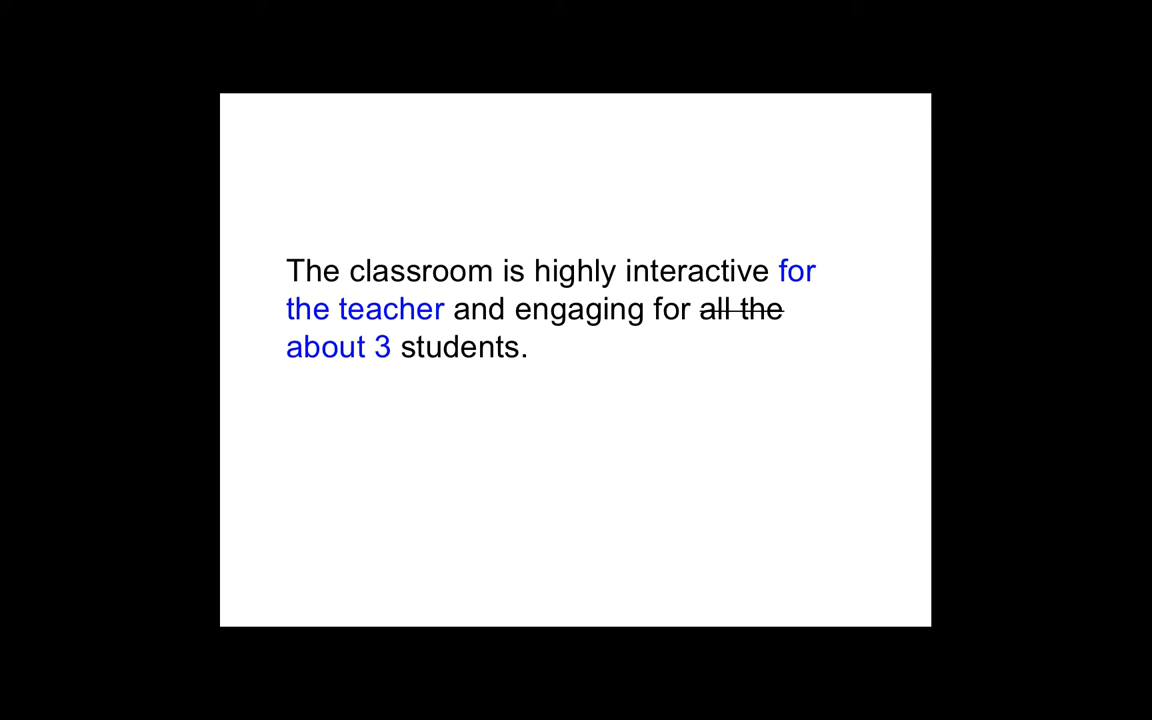 The classroom is highly interactive for
the teacher and engaging for all the
about 3 students.